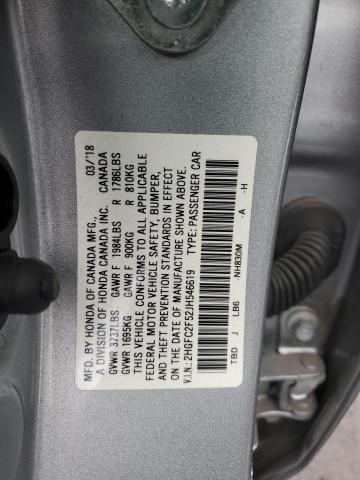 MFD. BY HONDA OF CANADA MFG., 03/'18
A DIVISION OF HONDA CANADA INC. CANADA
GVWR 3737LBS GAWR F 1984LBS R 1786LBS
GVWR 1695KG GAWR F 900KG R 810KG
THIS VEHICLE CONFORMS TO ALL APPLICABLE
FEDERAL MOTOR VEHICLE SAFETY, BUMPER,
AND THEFT PREVENTION STANDARDS IN EFFECT
ON THE DATE OF MANUFACTURE SHOWN ABOVE.
V.I.N.: 2HGFC2F52JH546619 TYPE: PASSENGER CAR
TBD J LB6 -NH830M -A -H